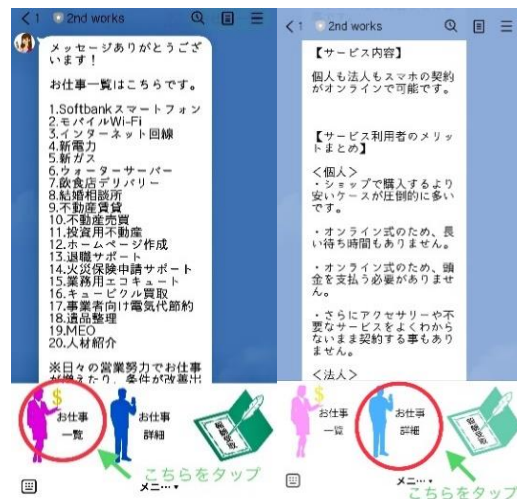 1 2nd works
メッセージありがとうござ
います！
お仕事一覧はこちらです。
1.Softbankスマートフォン
2.モバイルWi-Fi
3.インターネット回線
4.新電力
5.新ガス
6.ウォーターサーバー
7.飲食店デリバリー
8.結婚相談所
9.不動産賃貸
10.不動産売買
11.投資用不動産
12.ホームページ作成
13.退職サポート
14.火災保険申請サポート
15.業務用エコキュート
16.キュービクル買取
17.事業者向け電気代節約
18.遺品整理
19.MEO
20.人材紹介
※日々の営業努力でお仕事
が増えたり、条件が改善出
お仕事
一覧
お仕事
詳細
こちらをタップ
メニ…▾
1 2nd works
【サービス内容】
個人も法人もスマホの契約
がオンラインで可能です。
【サービス利用者のメリッ
トまとめ】
＜個人＞
・ショップで購入するより
安いケースが圧倒的に多い
です。
・オンライン式のため、長
い待ち時間もありません。
・オンライン式のため、頭
金を支払う必要がありませ
ん。
・さらにアクセサリーや不
要なサービスをよくわから
ないまま契約する事もあり
ません。
＜法人＞
お仕事
一覧
お仕事
詳細
メニ…▾
こちらをタップ